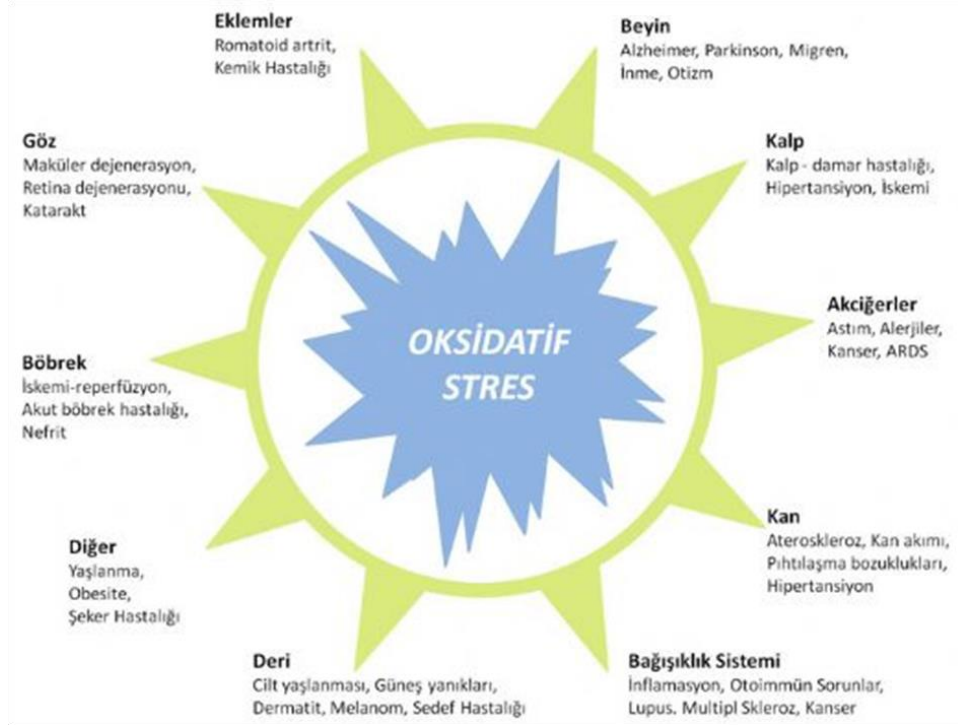 Eklemler
Romatoid artrit,
Kemik Hastalığı
Beyin
Alzheimer, Parkinson, Migren,
İnme, Otizm
Göz
Maküler dejenerasyon,
Retina dejenerasyonu,
Katarakt
Kalp
Kalp - damar hastalığı,
Hipertansiyon, İskemi
OKSİDATİF
STRES
Akciğerler
Astım, Alerjiler,
Kanser, ARDS
Böbrek
İskemi-reperfüzyon,
Akut böbrek hastalığı,
Nefrit
Kan
Ateroskleroz, Kan akımı,
Pıhtılaşma bozuklukları,
Hipertansiyon
Diğer
Yaşlanma,
Obesite,
Şeker Hastalığı
Deri
Cilt yaşlanması, Güneş yanıkları,
Dermatit, Melanom, Sedef Hastalığı
Bağışıklık Sistemi
İnflamasyon, Otoimmün Sorunlar,
Lupus. Multipl Skleroz, Kanser